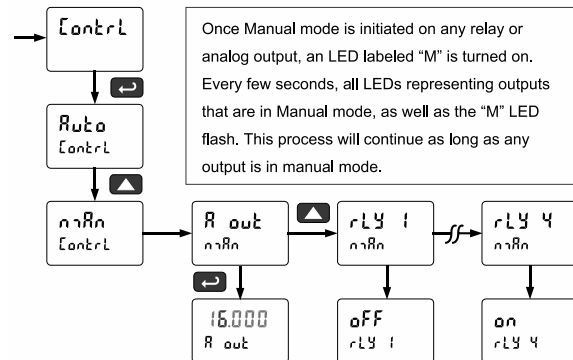 Contrl
Once Manual mode is initiated on any relay or
analog output, an LED labeled “M” is turned on.
Every few seconds, all LEDs representing outputs
that are in Manual mode, as well as the “M” LED
flash. This process will continue as long as any
output is in manual mode.
Auto
Contrl
mAn
Contrl
A out
mAn
rLY 1
mAn
rLY 4
mAn
16.000
A out
oFF
rLY 1
on
rLY 4